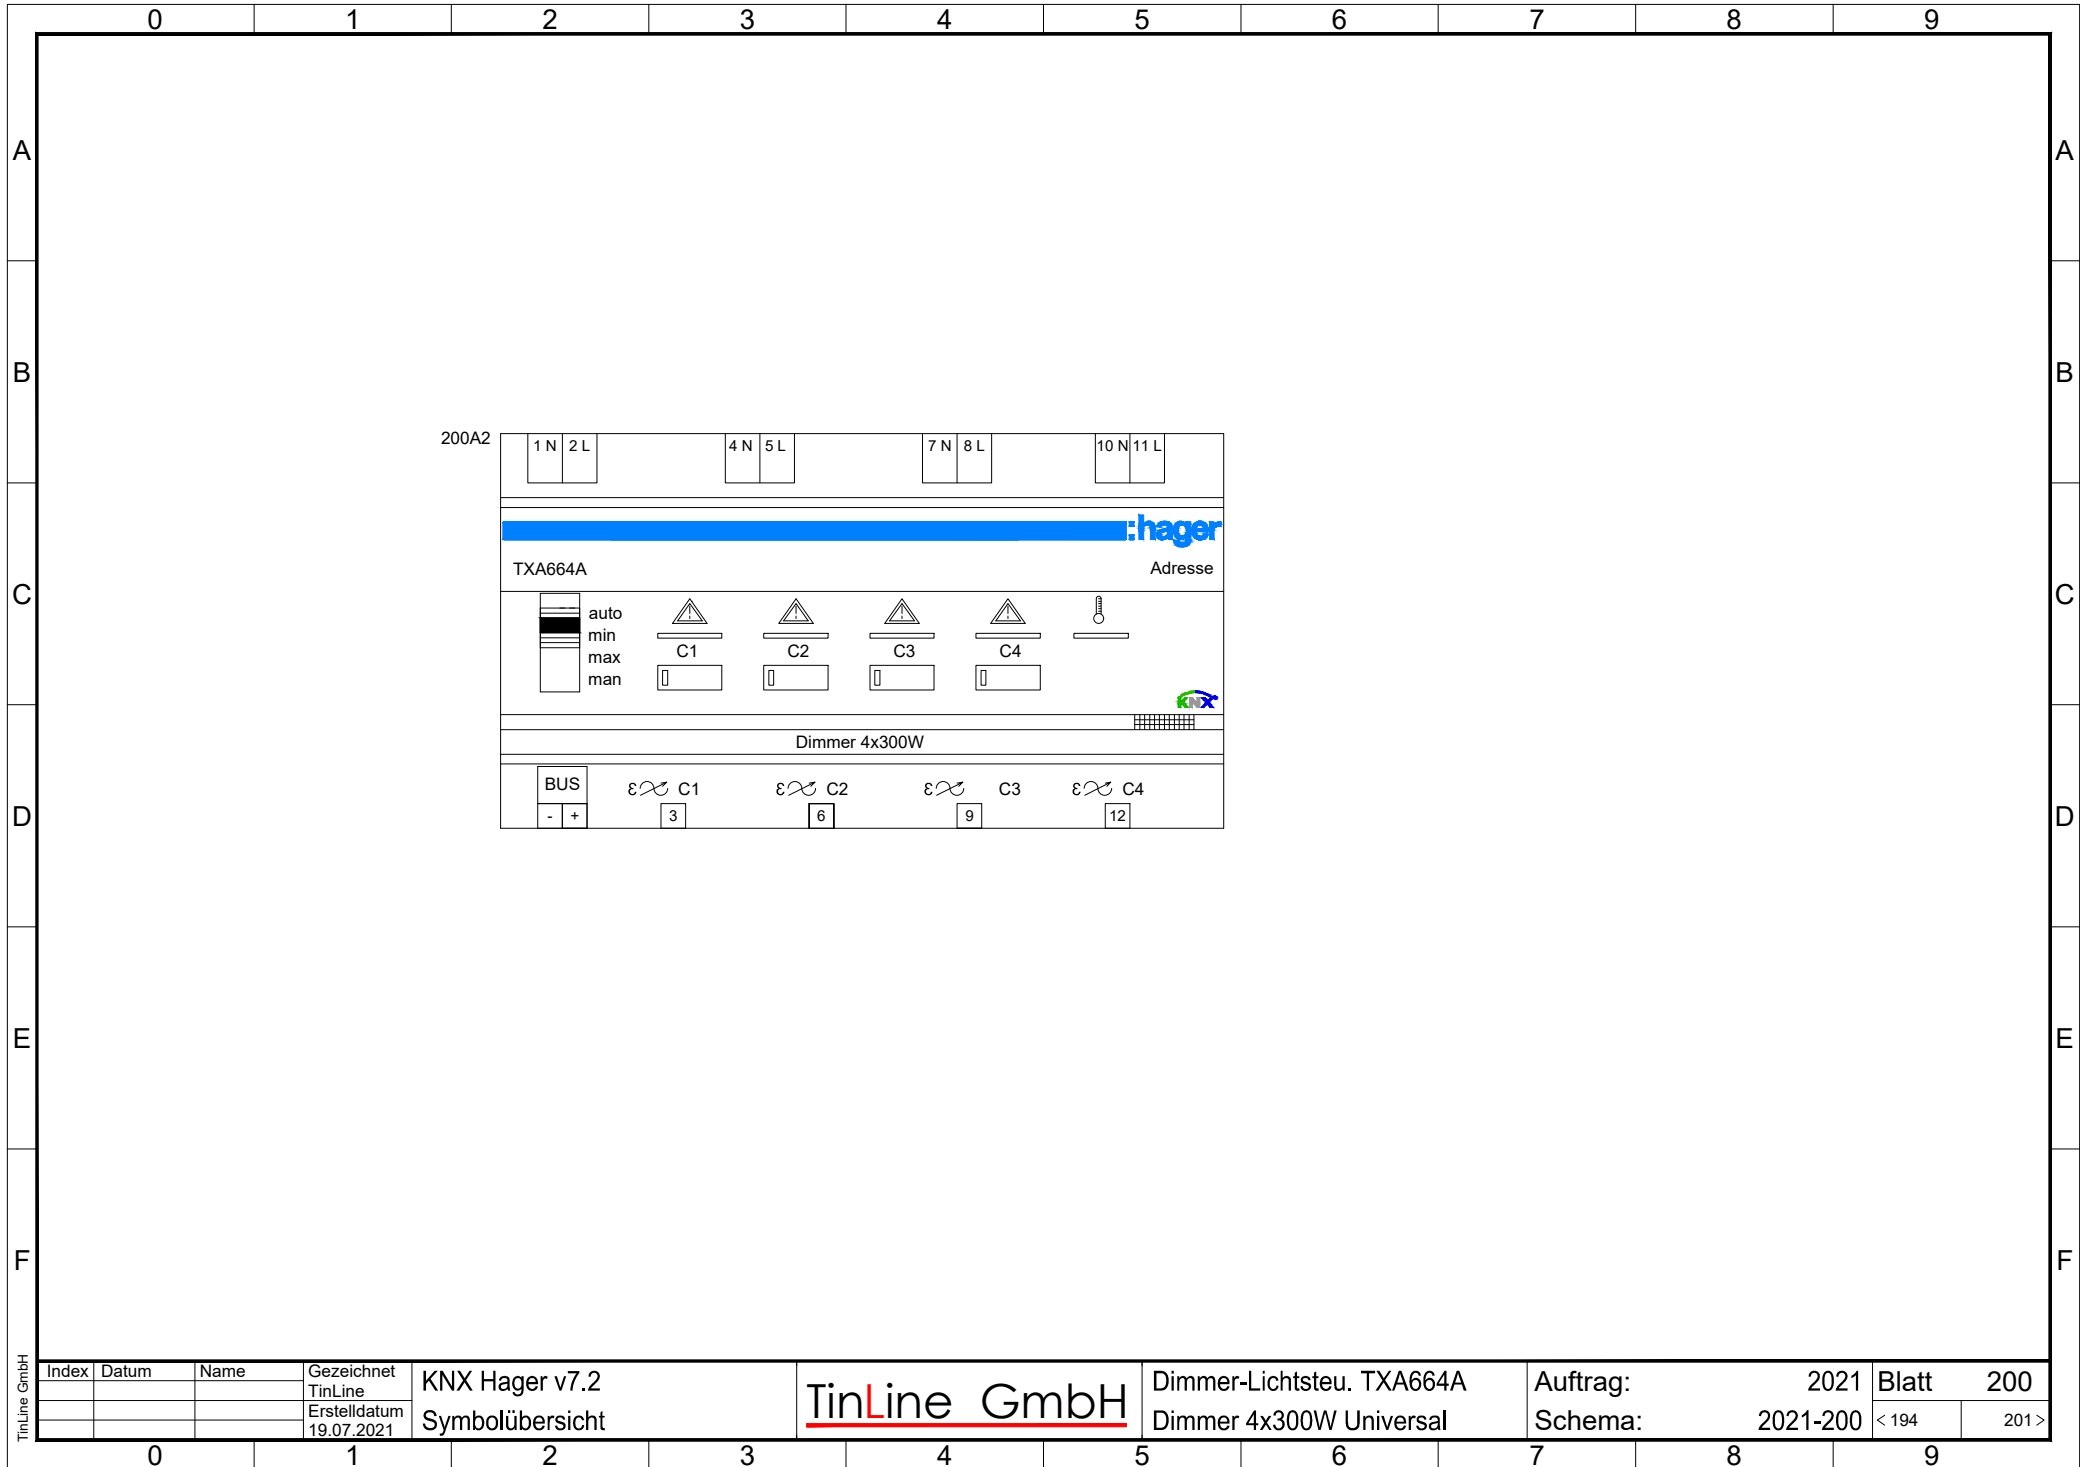 0 1 2 3 4 5 6 7 8 9
A A
B B
200A2
1 N 2 L 4 N 5 L 7 N 8 L 10 N 11 L
:hager
TXA664A Adresse
C C
auto
min
max
man
C1 C2 C3 C4
KNX
Dimmer 4x300W
BUS
- +
C1 C2 C3 C4
3 6 9 12
D D
E E
F F
TinLine GmbH
Index Datum Name
Gezeichnet
TinLine
Erstelldatum
19.07.2021
KNX Hager v7.2
Symbolübersicht
TinLine GmbH
Dimmer-Lichtsteu. TXA664A
Dimmer 4x300W Universal
Auftrag: 2021
Schema: 2021-200
Blatt 200
< 194 201 >
0 1 2 3 4 5 6 7 8 9